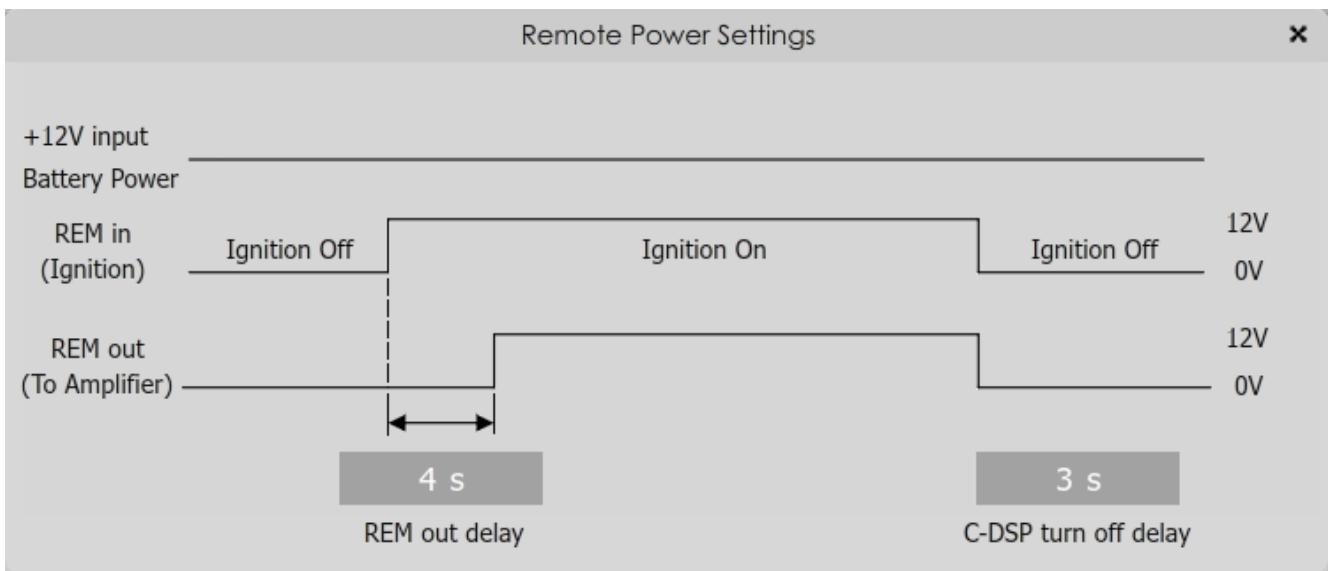 Remote Power Settings ×
+12V input
Battery Power
REM in
(Ignition)
Ignition Off
Ignition On
Ignition Off
12V
0V
REM out
(To Amplifier)
12V
0V
4 s
3 s
REM out delay
C-DSP turn off delay